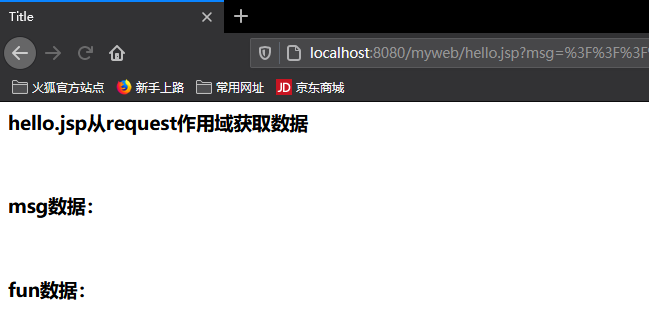 Title
localhost:8080/myweb/hello.jsp?msg=%3F%3F%3F%
火狐官方站点 新手上路 常用网址 JD 京东商城
hello.jsp从request作用域获取数据
msg数据：
fun数据：